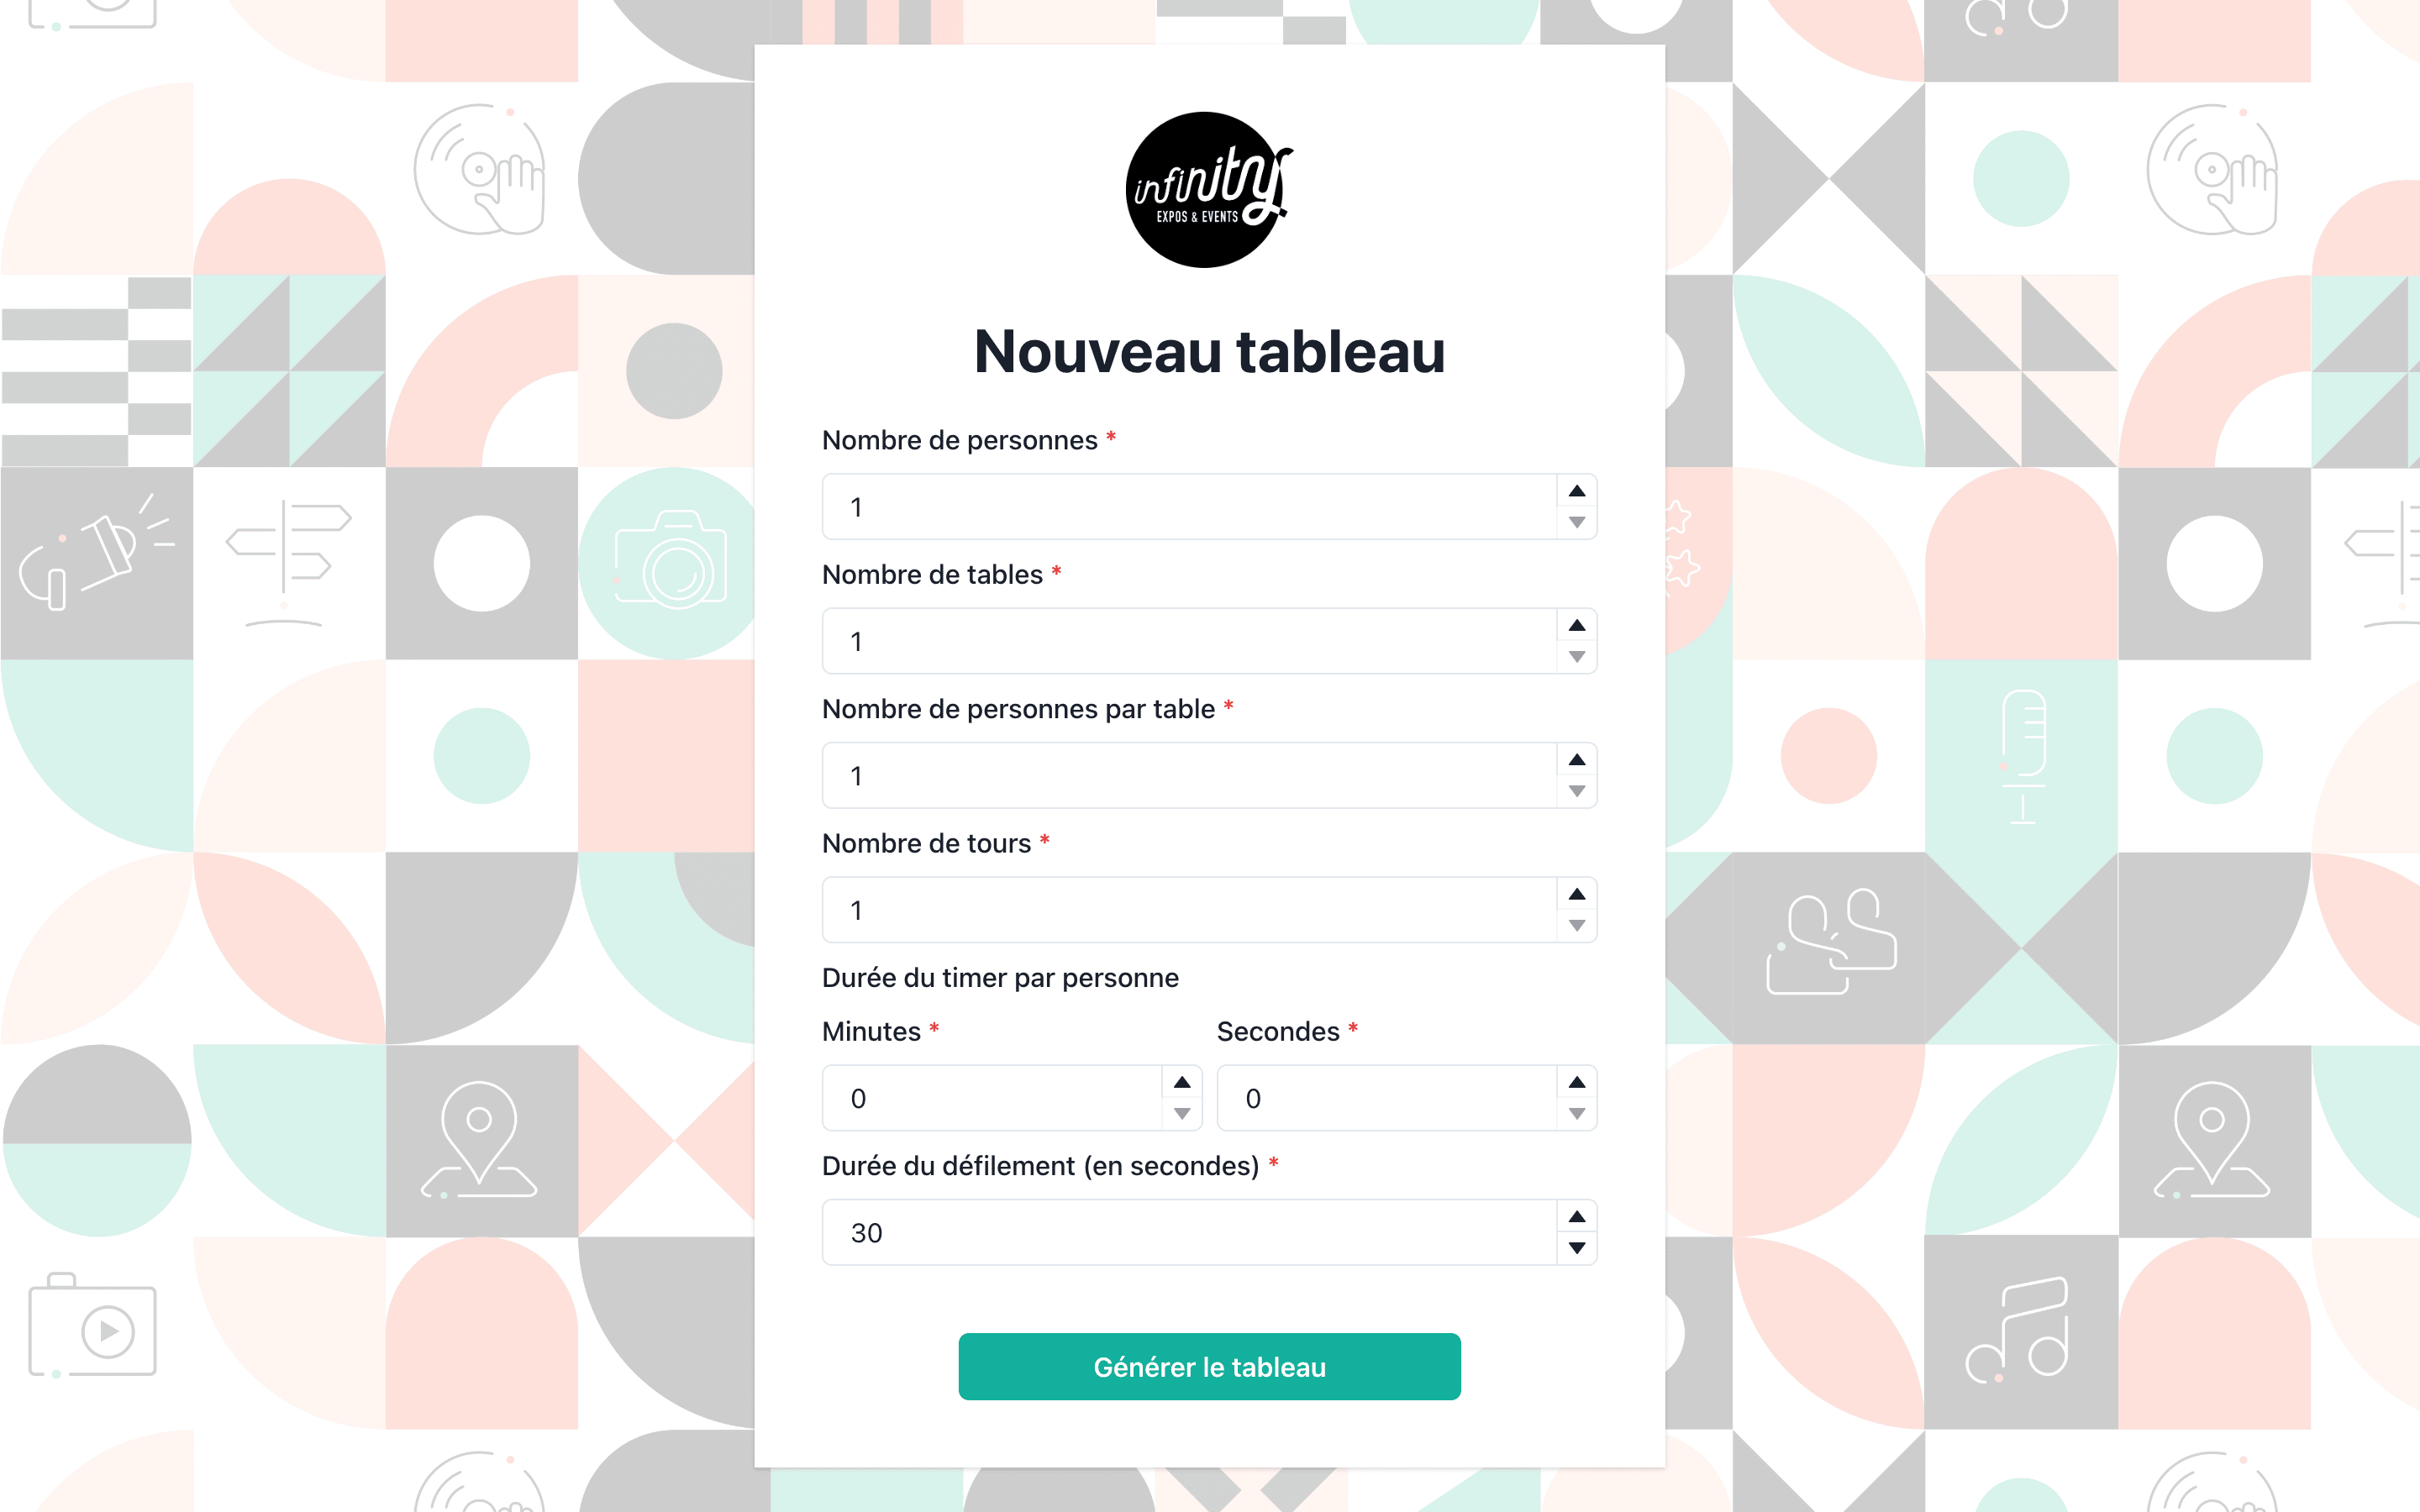 infinity
EXPOS & EVENTS
Nouveau tableau
Nombre de personnes *
1
Nombre de tables *
1
Nombre de personnes par table *
1
Nombre de tours *
1
Durée du timer par personne
Minutes * Secondes *
0 0
Durée du défilement (en secondes) *
30
Générer le tableau